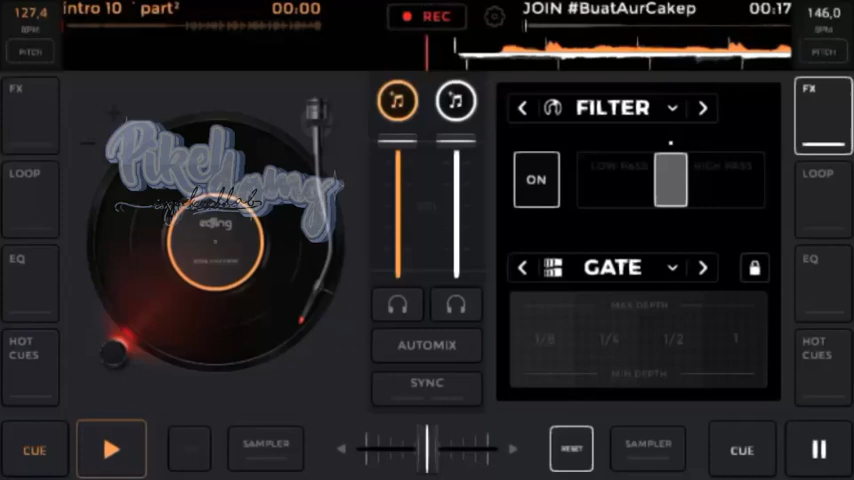 127,4
BPM
PITCH
intro 10 part²
00:00
REC
JOIN #BuatAurCakep
00:17
146,0
BPM
PITCH
FX
LOOP
EQ
HOT
CUES
edjing
FILTER
ON
LOW PASS
HIGH PASS
GATE
MAX DEPTH
1/8
1/4
1/2
1
MIN DEPTH
FX
LOOP
EQ
HOT
CUES
AUTOMIX
SYNC
CUE
SAMPLER
RESET
SAMPLER
CUE